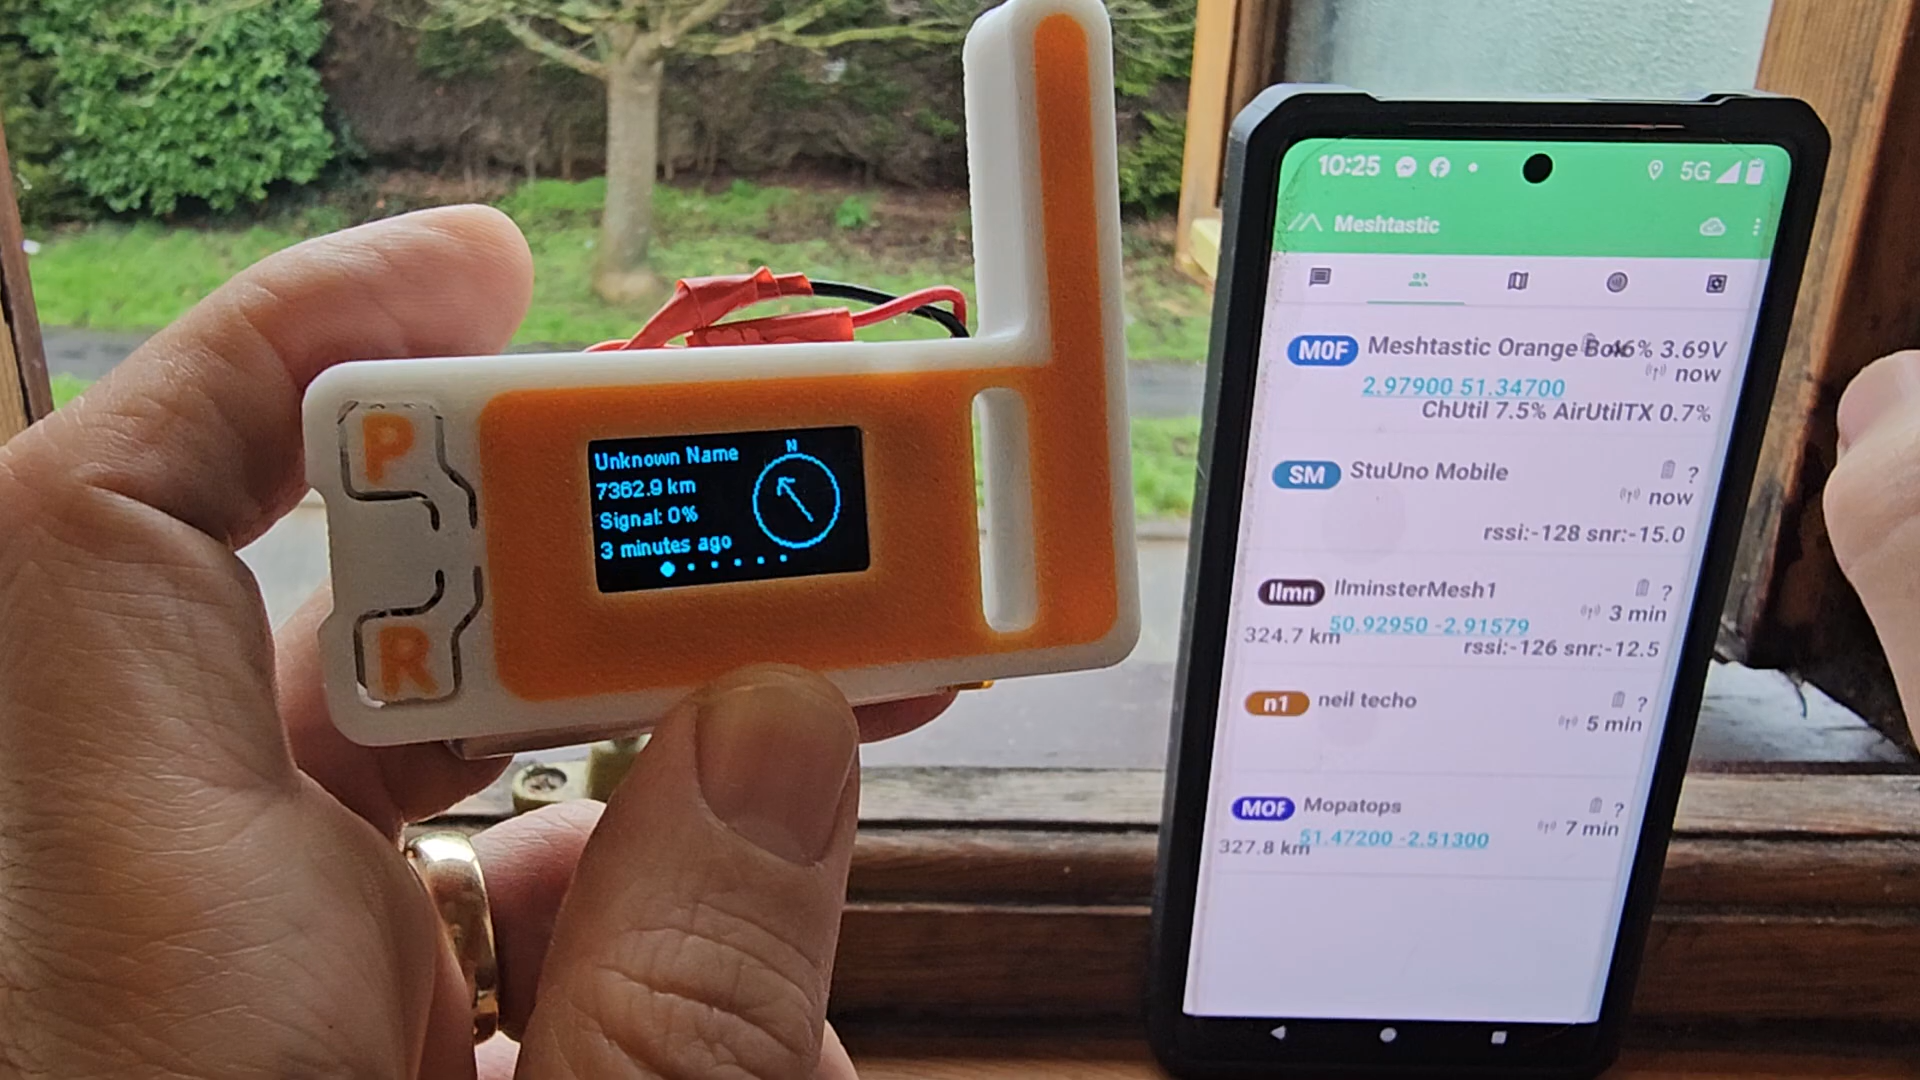 P
R
Unknown Name
N
7362.9 km
Signal: 0%
3 minutes ago
10:25
5G
Meshtastic
M0F
Meshtastic Orange Box
46% 3.69V
now
2.97900 51.34700
ChUtil 7.5% AirUtilTX 0.7%
SM
StuUno Mobile
?
now
rssi:-128 snr:-15.0
Ilmn
IlminsterMesh1
?
3 min
50.92950 -2.91579
324.7 km
rssi:-126 snr:-12.5
n1
neil techo
?
5 min
MOF
Mopatops
?
7 min
51.47200 -2.51300
327.8 km